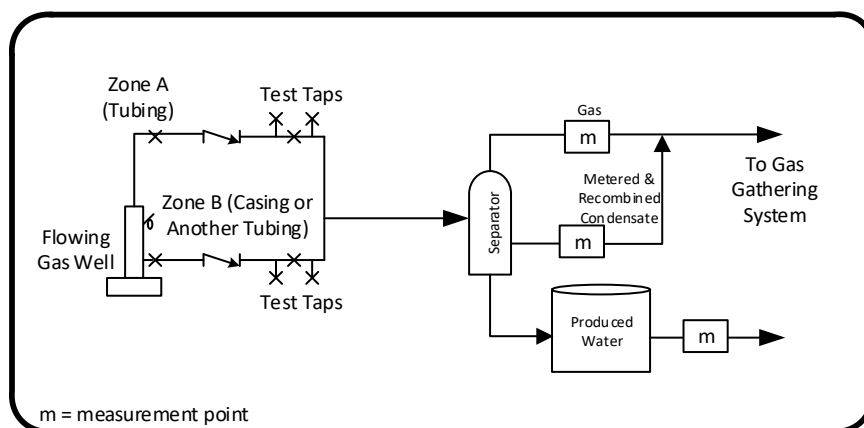 Zone A
(Tubing)
Test Taps
Gas
m
To Gas
Gathering
System
Metered &
Recombined
Condensate
m
Separator
Zone B (Casing or
Another Tubing)
Flowing
Gas Well
Test Taps
Produced
Water
m
m = measurement point